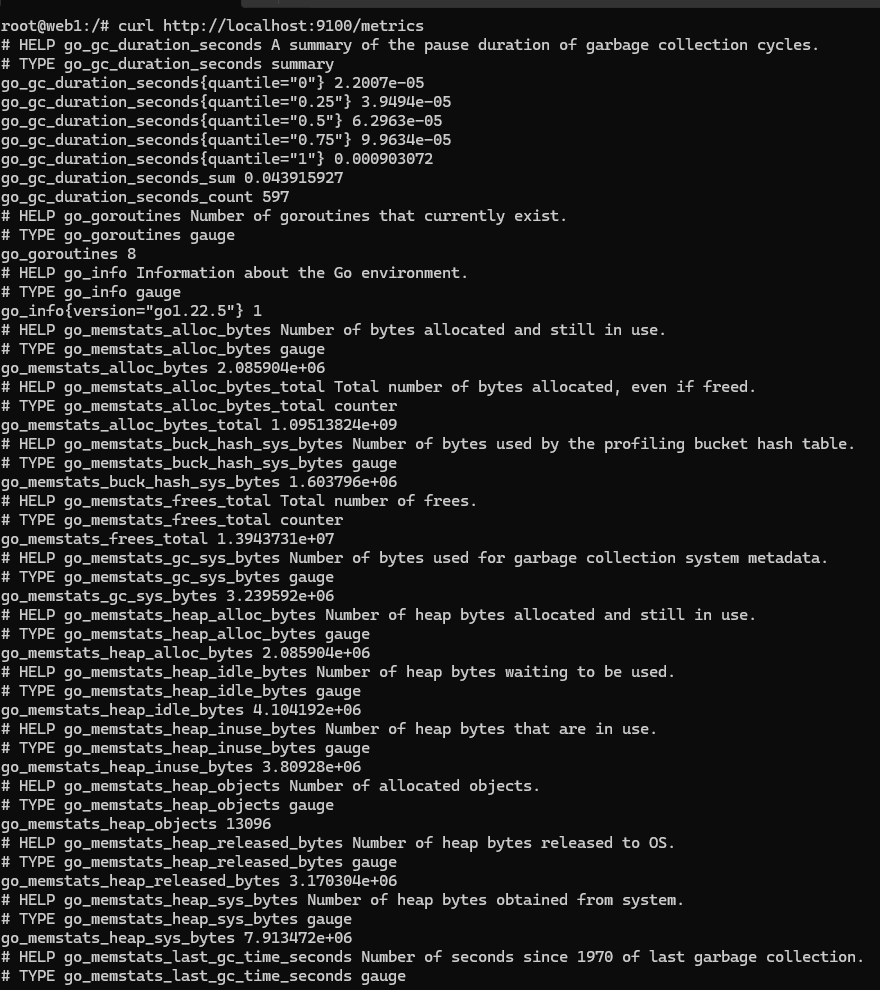 root@web1:/# curl http://localhost:9100/metrics
# HELP go_gc_duration_seconds A summary of the pause duration of garbage collection cycles.
# TYPE go_gc_duration_seconds summary
go_gc_duration_seconds{quantile="0"} 2.2007e-05
go_gc_duration_seconds{quantile="0.25"} 3.9494e-05
go_gc_duration_seconds{quantile="0.5"} 6.2963e-05
go_gc_duration_seconds{quantile="0.75"} 9.9634e-05
go_gc_duration_seconds{quantile="1"} 0.000903072
go_gc_duration_seconds_sum 0.043915927
go_gc_duration_seconds_count 597
# HELP go_goroutines Number of goroutines that currently exist.
# TYPE go_goroutines gauge
go_goroutines 8
# HELP go_info Information about the Go environment.
# TYPE go_info gauge
go_info{version="go1.22.5"} 1
# HELP go_memstats_alloc_bytes Number of bytes allocated and still in use.
# TYPE go_memstats_alloc_bytes gauge
go_memstats_alloc_bytes 2.085904e+06
# HELP go_memstats_alloc_bytes_total Total number of bytes allocated, even if freed.
# TYPE go_memstats_alloc_bytes_total counter
go_memstats_alloc_bytes_total 1.09513824e+09
# HELP go_memstats_buck_hash_sys_bytes Number of bytes used by the profiling bucket hash table.
# TYPE go_memstats_buck_hash_sys_bytes gauge
go_memstats_buck_hash_sys_bytes 1.603796e+06
# HELP go_memstats_frees_total Total number of frees.
# TYPE go_memstats_frees_total counter
go_memstats_frees_total 1.3943731e+07
# HELP go_memstats_gc_sys_bytes Number of bytes used for garbage collection system metadata.
# TYPE go_memstats_gc_sys_bytes gauge
go_memstats_gc_sys_bytes 3.239592e+06
# HELP go_memstats_heap_alloc_bytes Number of heap bytes allocated and still in use.
# TYPE go_memstats_heap_alloc_bytes gauge
go_memstats_heap_alloc_bytes 2.085904e+06
# HELP go_memstats_heap_idle_bytes Number of heap bytes waiting to be used.
# TYPE go_memstats_heap_idle_bytes gauge
go_memstats_heap_idle_bytes 4.104192e+06
# HELP go_memstats_heap_inuse_bytes Number of heap bytes that are in use.
# TYPE go_memstats_heap_inuse_bytes gauge
go_memstats_heap_inuse_bytes 3.80928e+06
# HELP go_memstats_heap_objects Number of allocated objects.
# TYPE go_memstats_heap_objects gauge
go_memstats_heap_objects 13096
# HELP go_memstats_heap_released_bytes Number of heap bytes released to OS.
# TYPE go_memstats_heap_released_bytes gauge
go_memstats_heap_released_bytes 3.170304e+06
# HELP go_memstats_heap_sys_bytes Number of heap bytes obtained from system.
# TYPE go_memstats_heap_sys_bytes gauge
go_memstats_heap_sys_bytes 7.913472e+06
# HELP go_memstats_last_gc_time_seconds Number of seconds since 1970 of last garbage collection.
# TYPE go_memstats_last_gc_time_seconds gauge